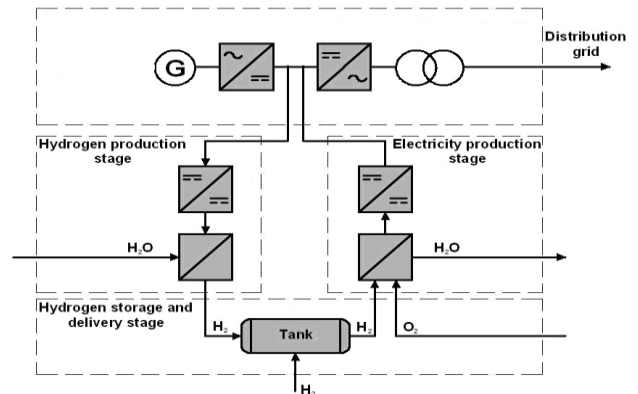 Distribution
grid
G
Hydrogen production
stage
Electricity production
stage
H₂O
H₂O
Hydrogen storage and
delivery stage
H₂
Tank
H₂
O₂
H₂